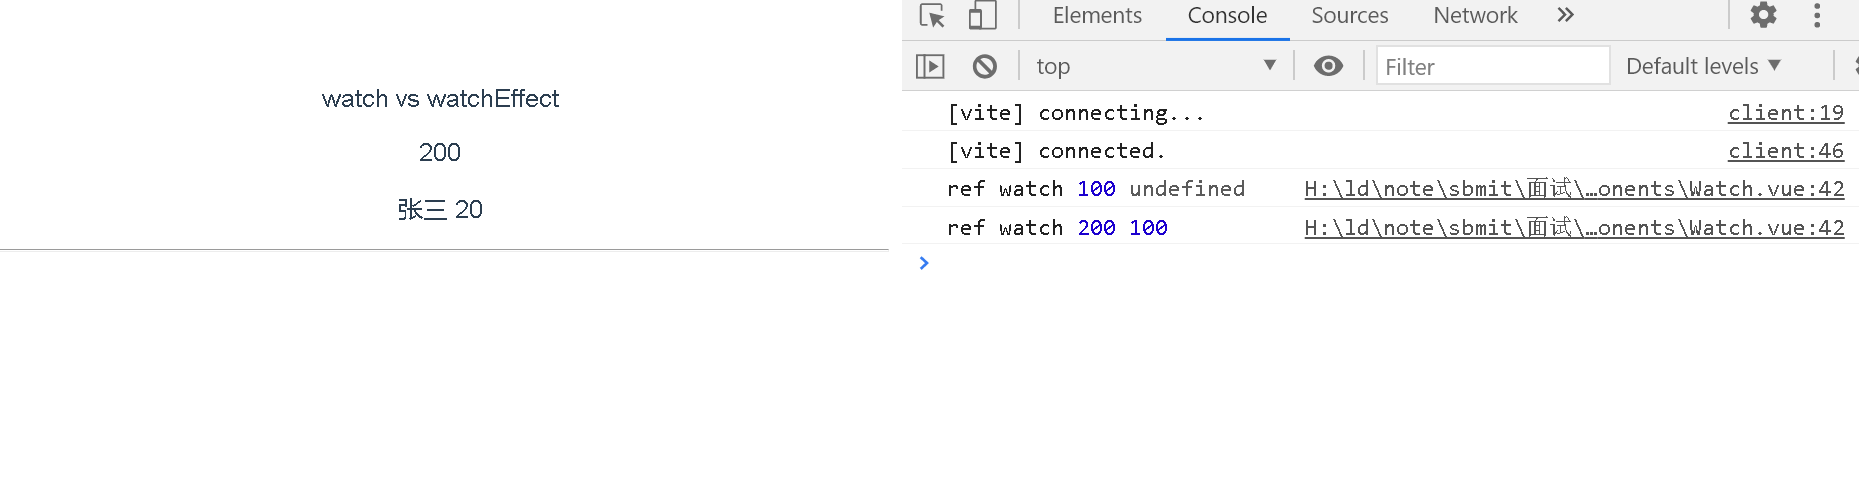 watch vs watchEffect
200
张三 20
Elements Console Sources Network
top Filter Default levels
[vite] connecting... client:19
[vite] connected. client:46
ref watch 100 undefined H:\ld\note\sbmit\面试\…onents\Watch.vue:42
ref watch 200 100 H:\ld\note\sbmit\面试\…onents\Watch.vue:42